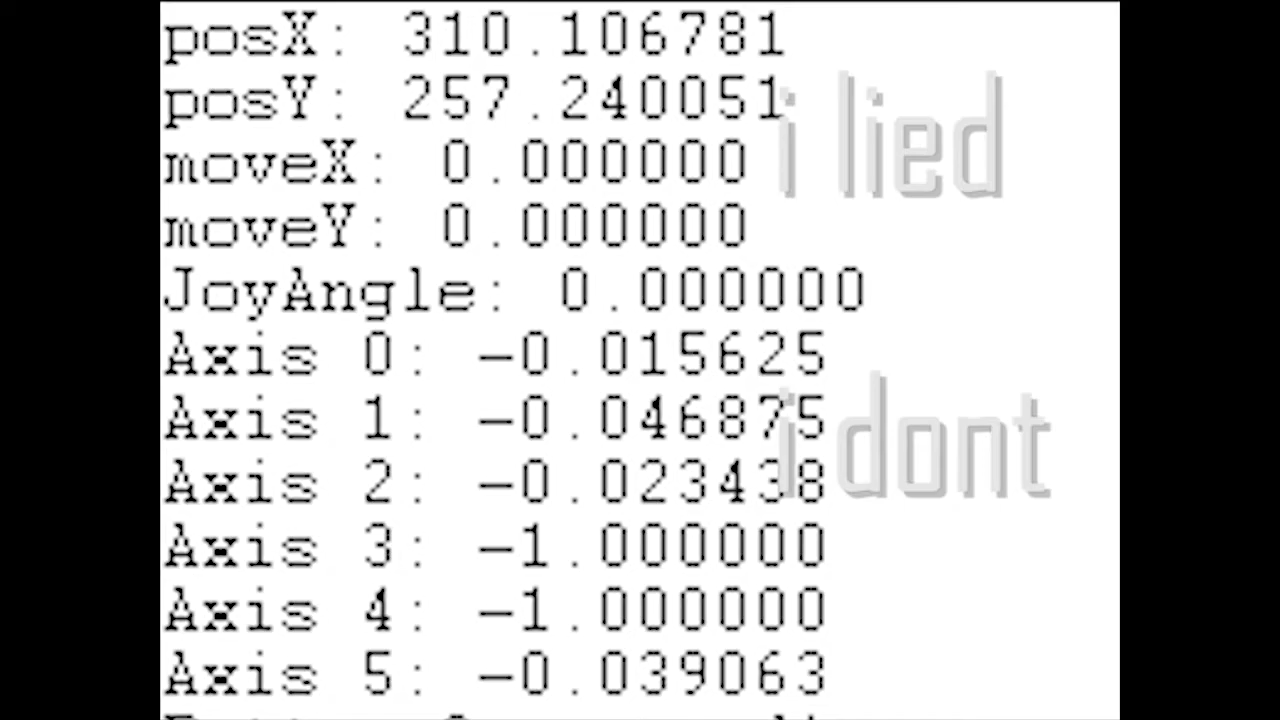 posX: 310.106781
posY: 257.240051
i lied
moveX: 0.000000
moveY: 0.000000
JoyAngle: 0.000000
Axis 0: -0.015625
Axis 1: -0.046875
i dont
Axis 2: -0.023438
Axis 3: -1.000000
Axis 4: -1.000000
Axis 5: -0.039063